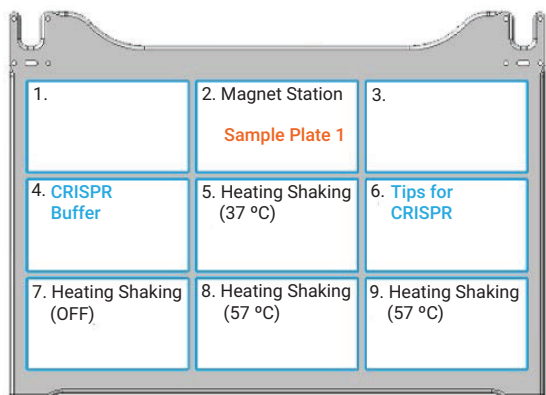 1.
2. Magnet Station
Sample Plate 1
3.
4. CRISPR
Buffer
5. Heating Shaking
(37 ºC)
6. Tips for
CRISPR
7. Heating Shaking
(OFF)
8. Heating Shaking
(57 ºC)
9. Heating Shaking
(57 ºC)